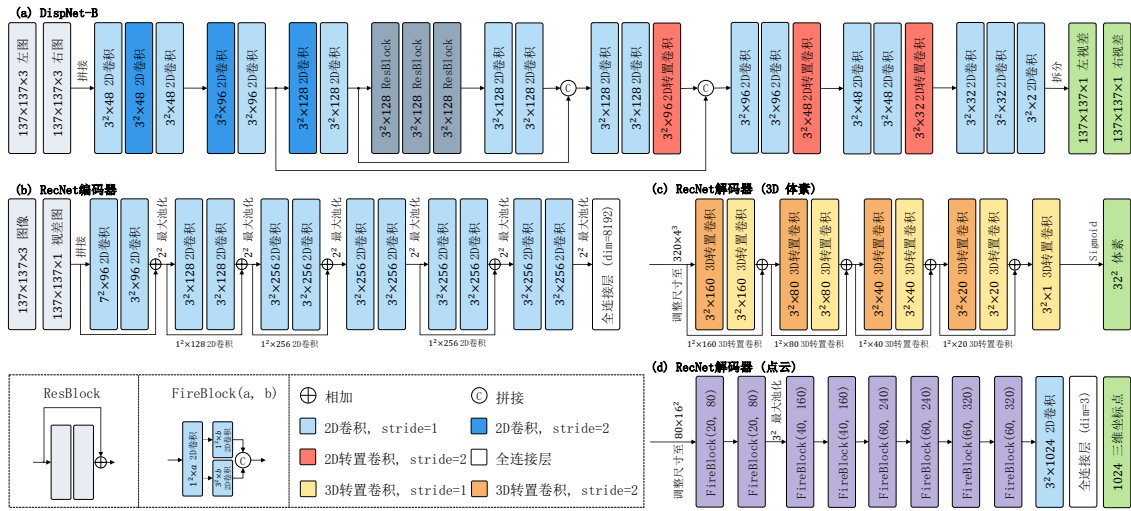 (a) DispNet-B
137×137×3 左图
137×137×3 右图
拼接
3²×48 2D卷积
3²×48 2D卷积
3²×48 2D卷积
3²×96 2D卷积
3²×96 2D卷积
3²×128 2D卷积
3²×128 2D卷积
3²×128 ResBlock
3²×128 ResBlock
3²×128 ResBlock
3²×128 2D卷积
3²×128 2D卷积
C
3²×128 2D卷积
3²×128 2D卷积
3²×96 2D转置卷积
C
3²×96 2D卷积
3²×96 2D卷积
3²×48 2D转置卷积
3²×48 2D卷积
3²×48 2D卷积
3²×32 2D转置卷积
3²×32 2D卷积
3²×32 2D卷积
3²×2 2D卷积
拆分
137×137×1 左视差
137×137×1 右视差
(b) RecNet编码器
137×137×3 图像
137×137×1 视差图
拼接
7²×96 2D卷积
3²×96 2D卷积
2² 最大池化
3²×128 2D卷积
3²×128 2D卷积
1²×128 2D卷积
2² 最大池化
3²×256 2D卷积
3²×256 2D卷积
1²×256 2D卷积
2² 最大池化
3²×256 2D卷积
3²×256 2D卷积
2² 最大池化
3²×256 2D卷积
3²×256 2D卷积
1²×256 2D卷积
2² 最大池化
3²×256 2D卷积
3²×256 2D卷积
2² 最大池化
全连接层 (dim=8192)
(c) RecNet解码器 (3D 体素)
调整尺寸至 320×4³
3²×160 3D转置卷积
3²×160 3D转置卷积
1²×160 3D转置卷积
3²×80 3D转置卷积
3²×80 3D转置卷积
1²×80 3D转置卷积
3²×40 3D转置卷积
3²×40 3D转置卷积
1²×40 3D转置卷积
3²×20 3D转置卷积
3²×20 3D转置卷积
1²×20 3D转置卷积
3²×1 3D转置卷积
Sigmoid
32² 体素
(d) RecNet解码器 (点云)
调整尺寸至 80×16²
FireBlock(20, 80)
FireBlock(20, 80)
3² 最大池化
FireBlock(40, 160)
FireBlock(40, 160)
FireBlock(60, 240)
FireBlock(60, 240)
FireBlock(60, 320)
FireBlock(60, 320)
3²×1024 2D卷积
全连接层 (dim=3)
1024 三维坐标点
ResBlock
FireBlock(a, b)
1²×a 2D卷积
1²×b
2D卷积
3²×b
2D卷积
C
相加
C 拼接
2D卷积, stride=1
2D卷积, stride=2
2D转置卷积, stride=2
全连接层
3D转置卷积, stride=1
3D转置卷积, stride=2